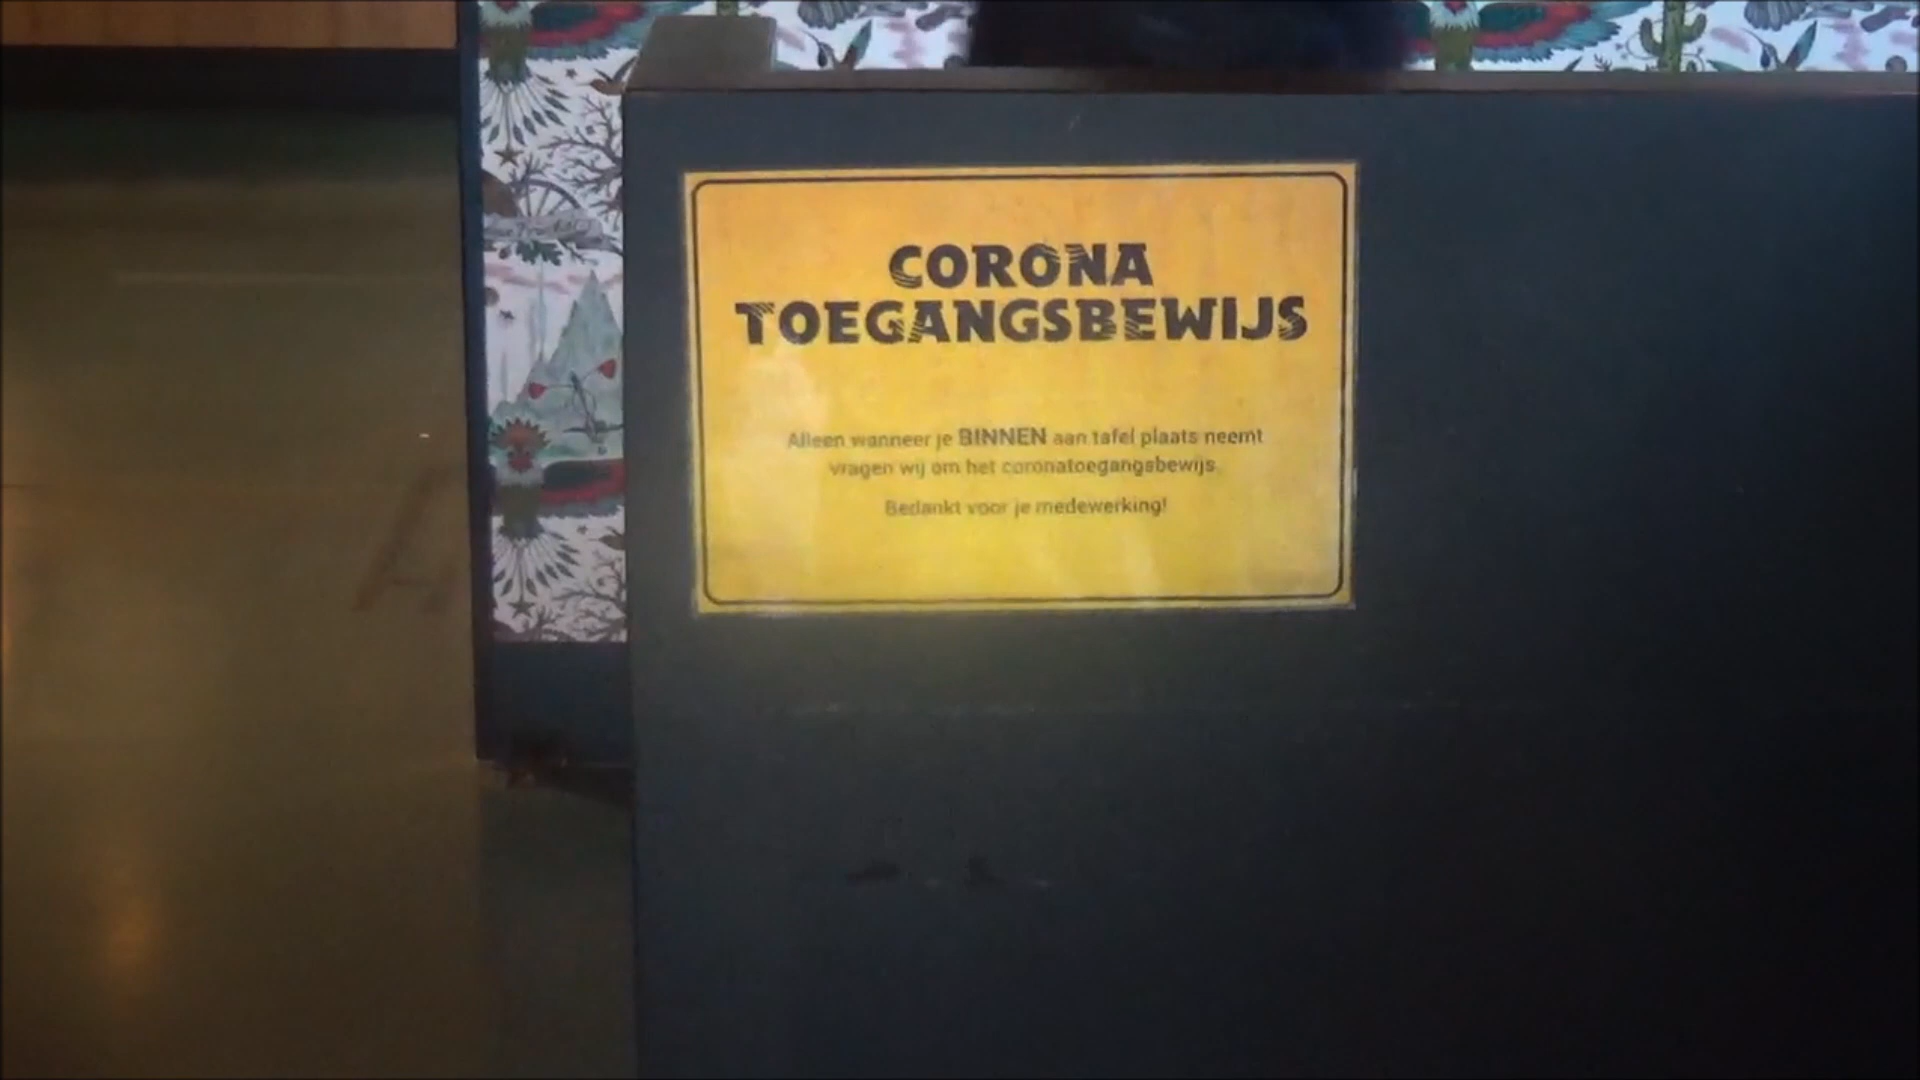 CORONA
TOEGANGSBEWIJS
Alleen wanneer je BINNEN aan tafel plaats neemt
vragen wij om het coronatoegangsbewijs.
Bedankt voor je medewerking!